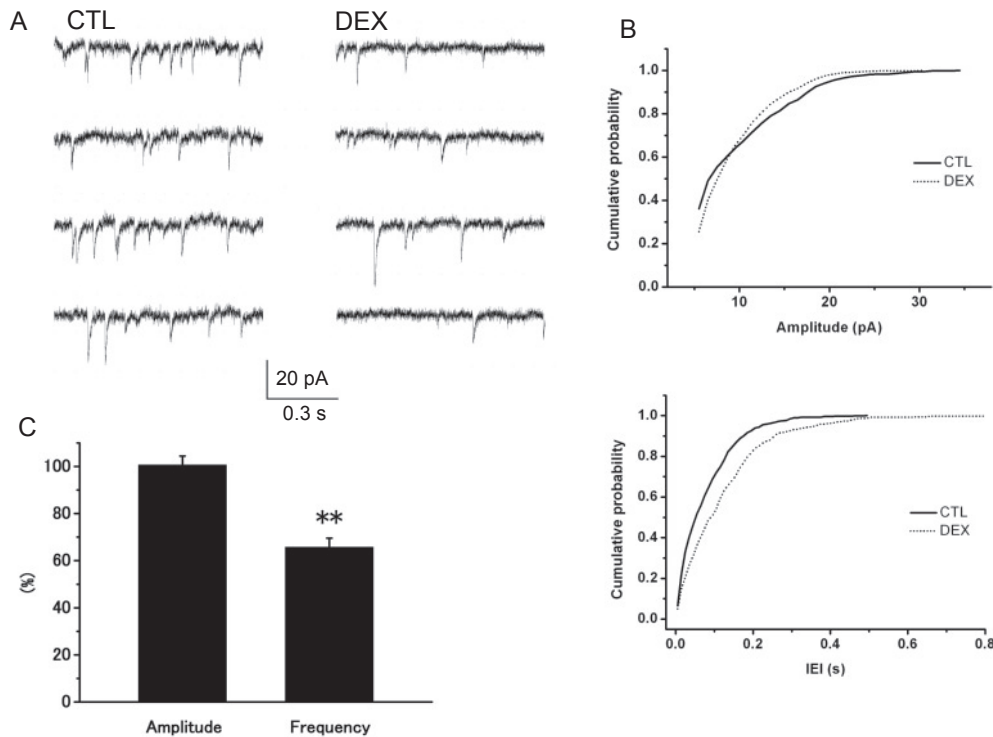 A
CTL
DEX
20 pA
0.3 s
B
Cumulative probability
1.0
0.8
0.6
0.4
0.2
0.0
CTL
DEX
10
20
30
Amplitude (pA)
Cumulative probability
1.0
0.8
0.6
0.4
0.2
0.0
CTL
DEX
0.0
0.2
0.4
0.6
0.8
IEI (s)
C
(%)
100
80
60
40
20
0
**
Amplitude
Frequency